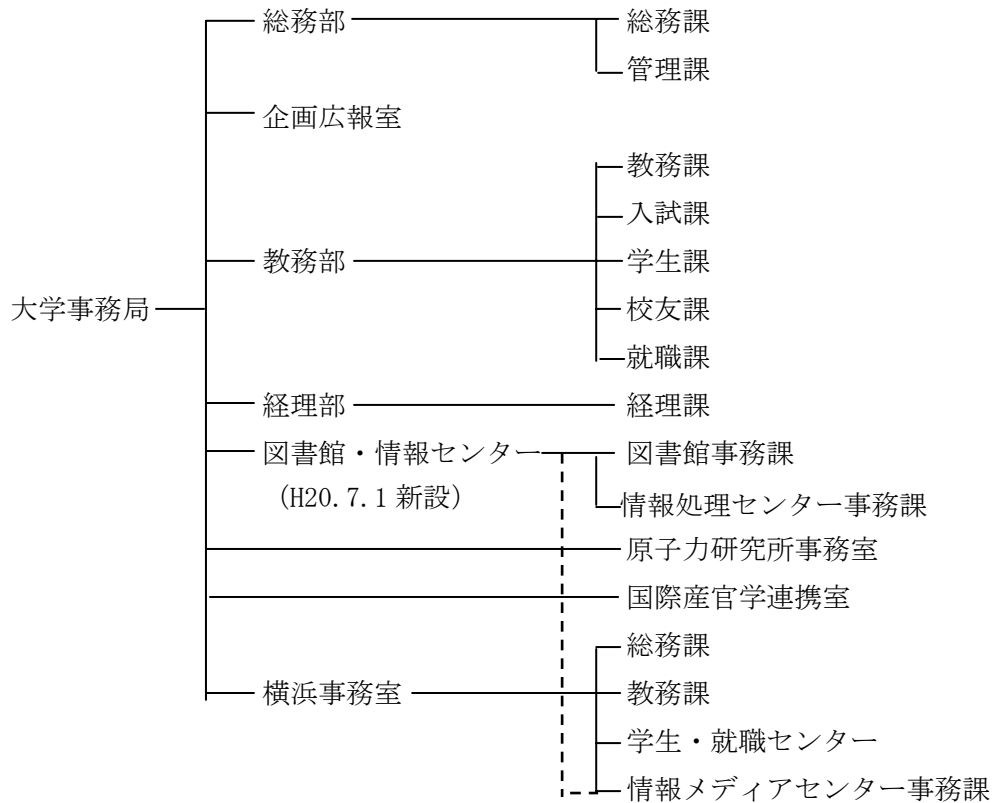 総務部 総務課
管理課
企画広報室
教務課
入試課
教務部 学生課
大学事務局 校友課
就職課
経理部 経理課
図書館・情報センター 図書館事務課
(H20.7.1 新設) 情報処理センター事務課
原子力研究所事務室
国際産官学連携室
総務課
横浜事務室 教務課
学生・就職センター
情報メディアセンター事務課